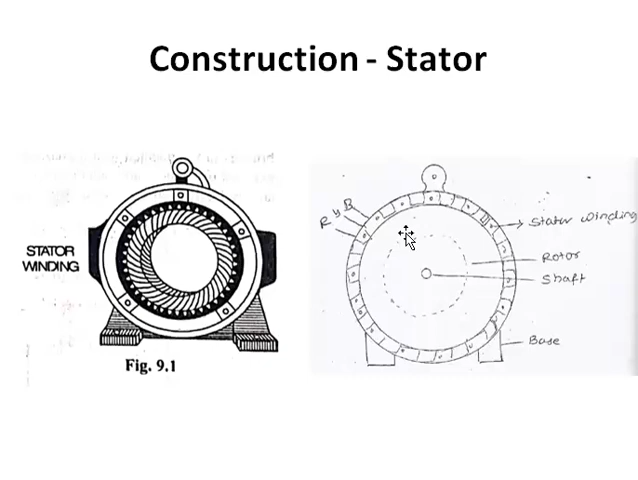 Construction - Stator
STATOR
WINDING
Fig. 9.1
R y B
Stator winding
Rotor
Shaft
Base